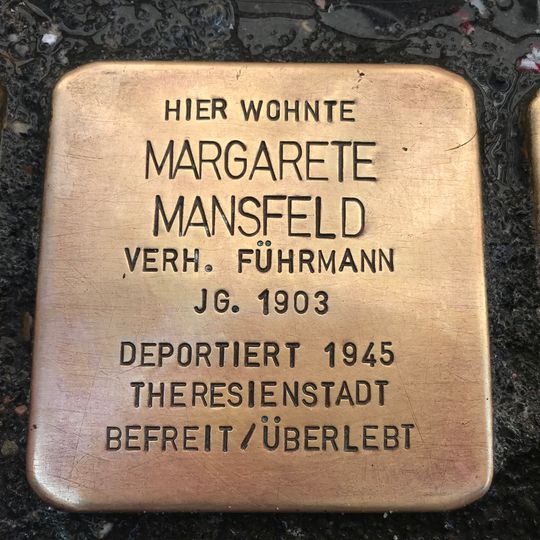 HIER WOHNTE
MARGARETE
MANSFELD
VERH. FÜHRMANN
JG. 1903
DEPORTIERT 1945
THERESIENSTADT
BEFREIT/ÜBERLEBT